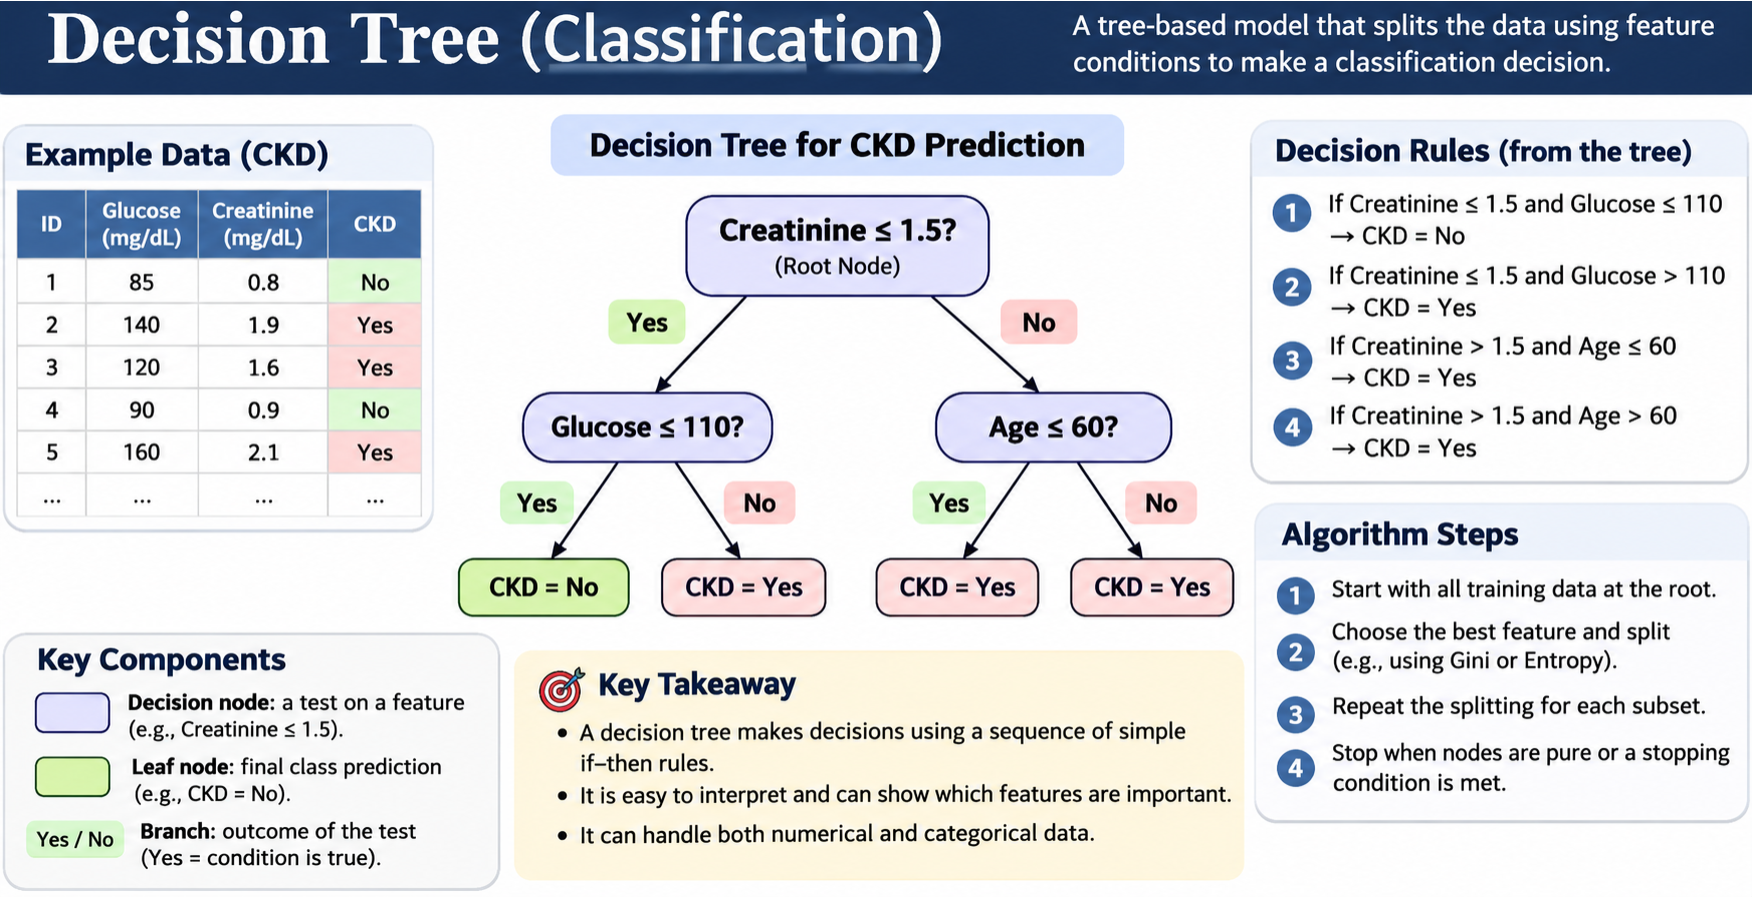 Decision Tree (Classification)
A tree-based model that splits the data using feature
conditions to make a classification decision.
Example Data (CKD)
ID Glucose (mg/dL) Creatinine (mg/dL) CKD
1 85 0.8 No
2 140 1.9 Yes
3 120 1.6 Yes
4 90 0.9 No
5 160 2.1 Yes
... ... ... ...
Decision Tree for CKD Prediction
Creatinine ≤ 1.5?
(Root Node)
Yes
No
Glucose ≤ 110?
Age ≤ 60?
Yes
No
Yes
No
CKD = No
CKD = Yes
CKD = Yes
CKD = Yes
Decision Rules (from the tree)
1 If Creatinine ≤ 1.5 and Glucose ≤ 110
→ CKD = No
2 If Creatinine ≤ 1.5 and Glucose > 110
→ CKD = Yes
3 If Creatinine > 1.5 and Age ≤ 60
→ CKD = Yes
4 If Creatinine > 1.5 and Age > 60
→ CKD = Yes
Algorithm Steps
1 Start with all training data at the root.
2 Choose the best feature and split
(e.g., using Gini or Entropy).
3 Repeat the splitting for each subset.
4 Stop when nodes are pure or a stopping
condition is met.
Key Components
Decision node: a test on a feature
(e.g., Creatinine ≤ 1.5).
Leaf node: final class prediction
(e.g., CKD = No).
Yes / No Branch: outcome of the test
(Yes = condition is true).
Key Takeaway
• A decision tree makes decisions using a sequence of simple
if–then rules.
• It is easy to interpret and can show which features are important.
• It can handle both numerical and categorical data.